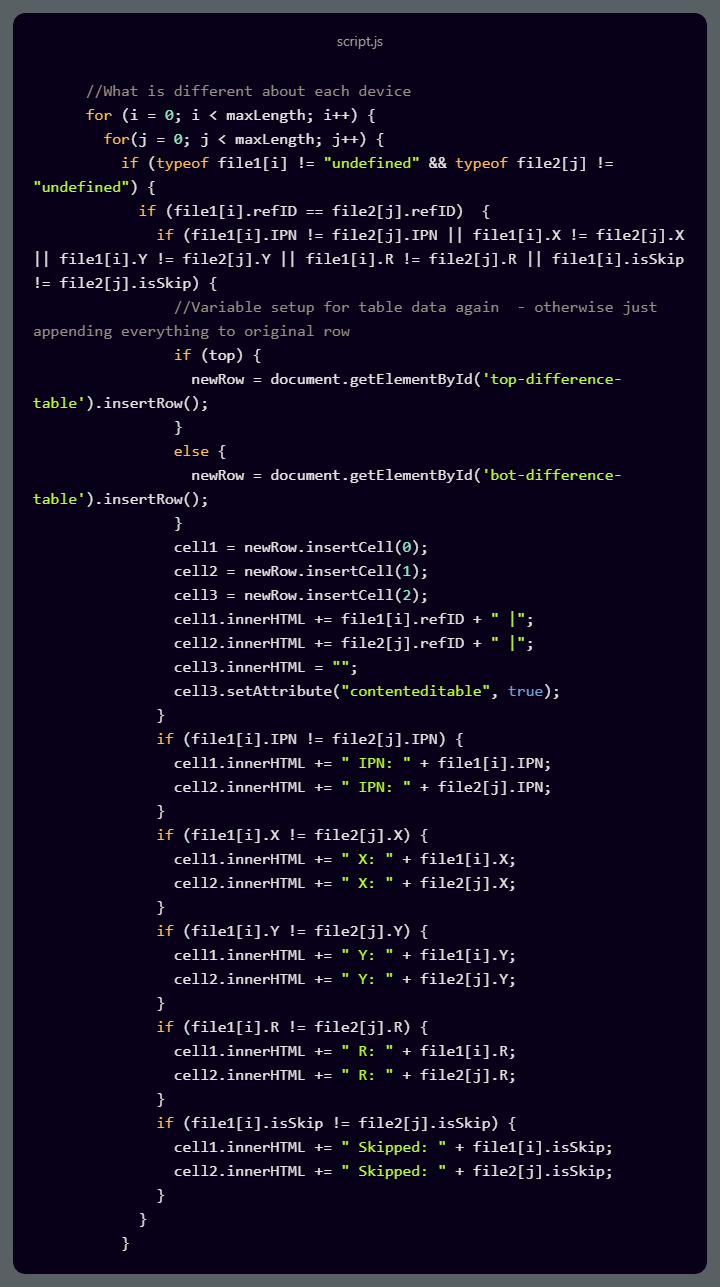 script.js
//What is different about each device
for (i = 0; i < maxLength; i++) {
for(j = 0; j < maxLength; j++) {
if (typeof file1[i] != "undefined" && typeof file2[j] !=
"undefined") {
if (file1[i].refID == file2[j].refID)  {
if (file1[i].IPN != file2[j].IPN || file1[i].X != file2[j].X
|| file1[i].Y != file2[j].Y || file1[i].R != file2[j].R || file1[i].isSkip
!= file2[j].isSkip) {
//Variable setup for table data again  - otherwise just
appending everything to original row
if (top) {
newRow = document.getElementById('top-difference-
table').insertRow();
}
else {
newRow = document.getElementById('bot-difference-
table').insertRow();
}
cell1 = newRow.insertCell(0);
cell2 = newRow.insertCell(1);
cell3 = newRow.insertCell(2);
cell1.innerHTML += file1[i].refID + " |";
cell2.innerHTML += file2[j].refID + " |";
cell3.innerHTML = "";
cell3.setAttribute("contenteditable", true);
}
if (file1[i].IPN != file2[j].IPN) {
cell1.innerHTML += " IPN: " + file1[i].IPN;
cell2.innerHTML += " IPN: " + file2[j].IPN;
}
if (file1[i].X != file2[j].X) {
cell1.innerHTML += " X: " + file1[i].X;
cell2.innerHTML += " X: " + file2[j].X;
}
if (file1[i].Y != file2[j].Y) {
cell1.innerHTML += " Y: " + file1[i].Y;
cell2.innerHTML += " Y: " + file2[j].Y;
}
if (file1[i].R != file2[j].R) {
cell1.innerHTML += " R: " + file1[i].R;
cell2.innerHTML += " R: " + file2[j].R;
}
if (file1[i].isSkip != file2[j].isSkip) {
cell1.innerHTML += " Skipped: " + file1[i].isSkip;
cell2.innerHTML += " Skipped: " + file2[j].isSkip;
}
}
}